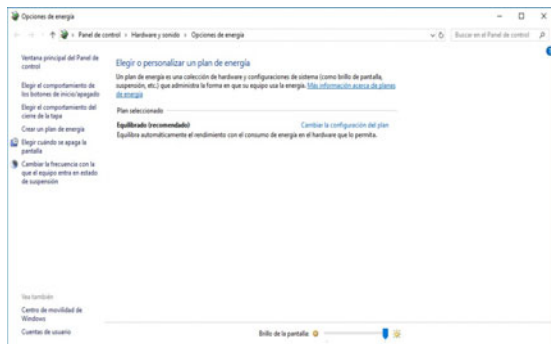 Opciones de energía
Panel de control > Hardware y sonido > Opciones de energía
Buscar en el Panel de control
Ventana principal del Panel de
control
Elegir el comportamiento de
los botones de inicio/apagado
Elegir el comportamiento del
cierre de la tapa
Crear un plan de energía
Elegir cuándo se apaga la
pantalla
Cambiar la frecuencia con la
que el equipo entra en estado
de suspensión
Elegir o personalizar un plan de energía
Un plan de energía es una colección de hardware y configuraciones de sistema (como brillo de pantalla,
suspensión, etc.) que administra la forma en que su equipo usa la energía. Más información acerca de planes
de energía
Plan seleccionado
Equilibrado (recomendado) Cambiar la configuración del plan
Equilibra automáticamente el rendimiento con el consumo de energía en el hardware que lo permita.
Vea también
Centro de movilidad de
Windows
Cuentas de usuario
Brillo de la pantalla: